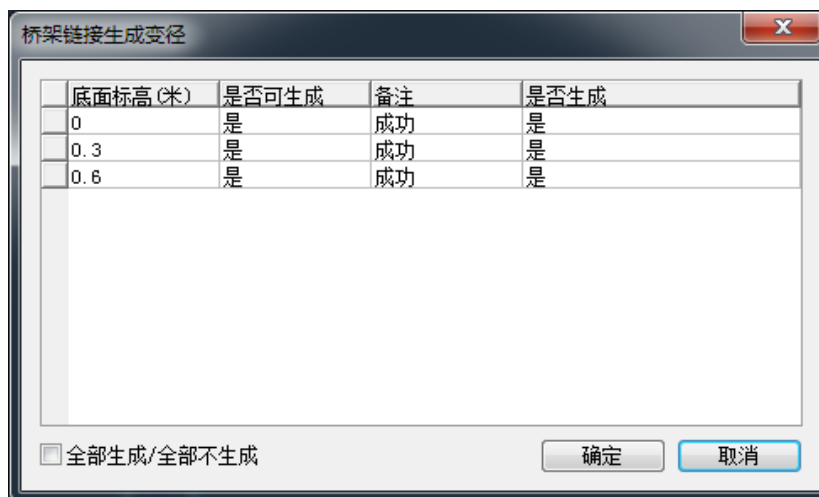 桥架链接生成变径
底面标高(米) 是否可生成 备注 是否生成
0 是 成功 是
0.3 是 成功 是
0.6 是 成功 是
全部生成/全部不生成 确定 取消